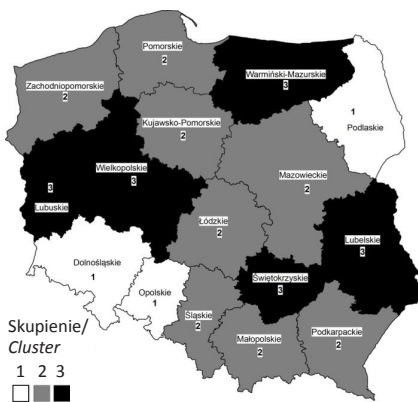 Pomorskie
2
Warmiński-Mazurskie
3
Zachodniopomorskie
2
1
Podlaskie
Kujawsko-Pomorskie
2
Wielkopolskie
3
Mazowieckie
2
3
Lubuskie
Łódzkie
2
Lubelskie
3
Dolnośląskie
1
Świętokrzyskie
3
Opolskie
1
Śląskie
2
Podkarpackie
2
Małopolskie
2
Skupienie/
Cluster
1 2 3